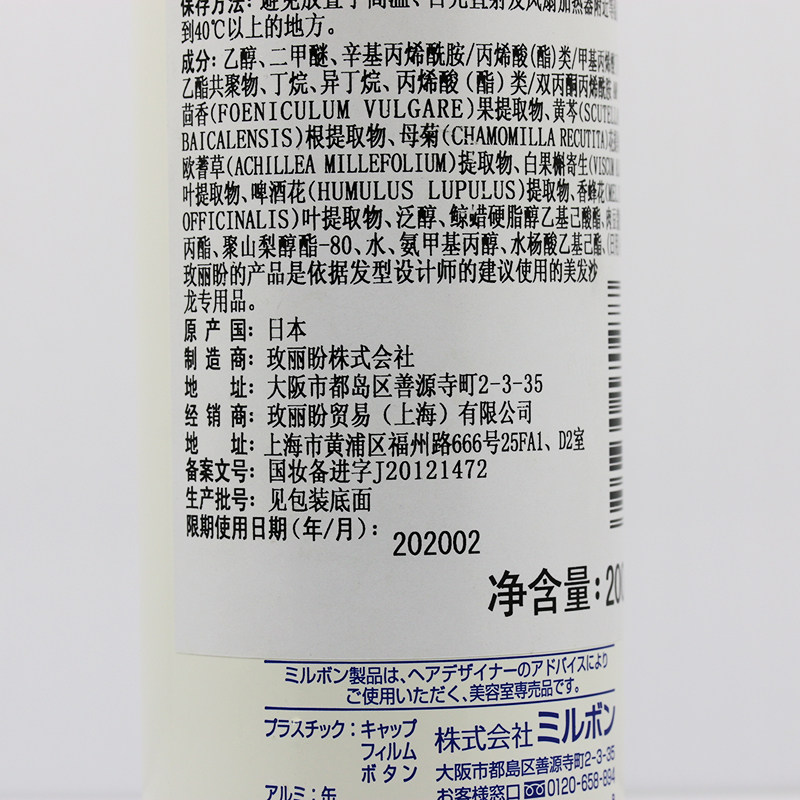 保存方法：避免放置于高温、日光直射及风扇加热器附近等
到40℃以上的地方。
成分：乙醇、二甲醚、辛基丙烯酰胺/丙烯酸(酯)类/甲基丙烯
乙酯共聚物、丁烷、异丁烷、丙烯酸（酯）类/双丙酮丙烯酰胺
茴香(FOENICULUM VULGARE)果提取物、黄芩(SCUTELL
BAICALENSIS)根提取物、母菊(CHAMOMILLA RECUTITA)
欧蓍草(ACHILLEA MILLEFOLIUM)提取物、白果槲寄生(VISCUM
叶提取物、啤酒花(HUMULUS LUPULUS)提取物、香蜂花(MEL
OFFICINALIS)叶提取物、泛醇、鲸蜡硬脂醇乙基己酸酯、肉豆
丙酯、聚山梨醇酯-80、水、氨甲基丙醇、水杨酸乙基己酯、(日用)
玫丽盼的产品是依据发型设计师的建议使用的美发沙
龙专用品。
原产国：日本
制造商：玫丽盼株式会社
地 址：大阪市都岛区善源寺町2-3-35
经销商：玫丽盼贸易（上海）有限公司
地 址：上海市黄浦区福州路666号25FA1、D2室
备案文号：国妆备进字J20121472
生产批号：见包装底面
限期使用日期(年/月)：
202002
净含量：20
ミルボン製品は、ヘアデザイナーのアドバイスにより
ご使用いただく、美容室専売品です。
プラスチック：キャップ
フィルム
ボタン
アルミ：缶
株式会社ミルボン
大阪市都島区善源寺町2-3-35
お客様窓口 0120-658-894